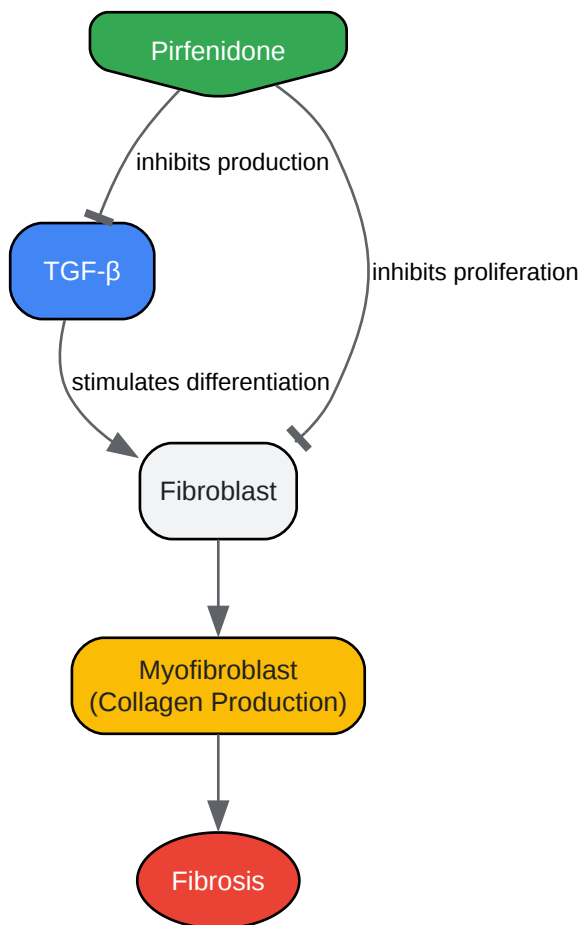 Pirfenidone
inhibits production
TGF-β
inhibits proliferation
stimulates differentiation
Fibroblast
Myofibroblast
(Collagen Production)
Fibrosis